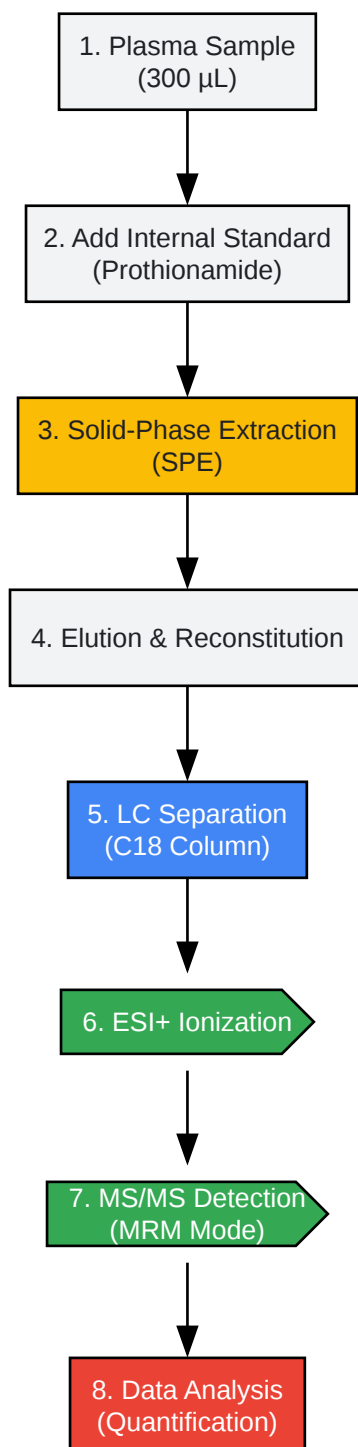 1. Plasma Sample
(300 µL)
2. Add Internal Standard
(Prothionamide)
3. Solid-Phase Extraction
(SPE)
4. Elution & Reconstitution
5. LC Separation
(C18 Column)
6. ESI+ Ionization
7. MS/MS Detection
(MRM Mode)
8. Data Analysis
(Quantification)